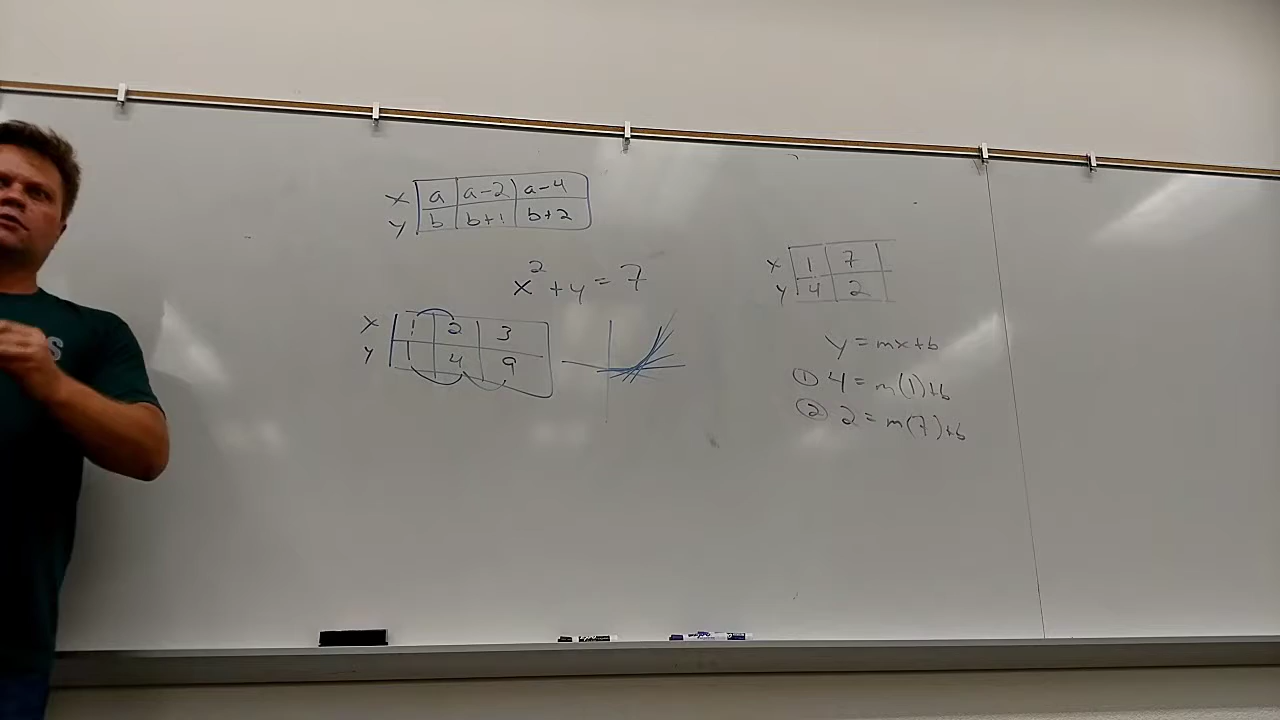 x | a | a-2 | a-4
y | b | b+1 | b+2
x² + y = 7
x | 1 | 2 | 3
y | 1 | 4 | 9
x | 1 | 7
y | 4 | 2
y = mx+b
① 4 = m(1)+b
② 2 = m(7)+b